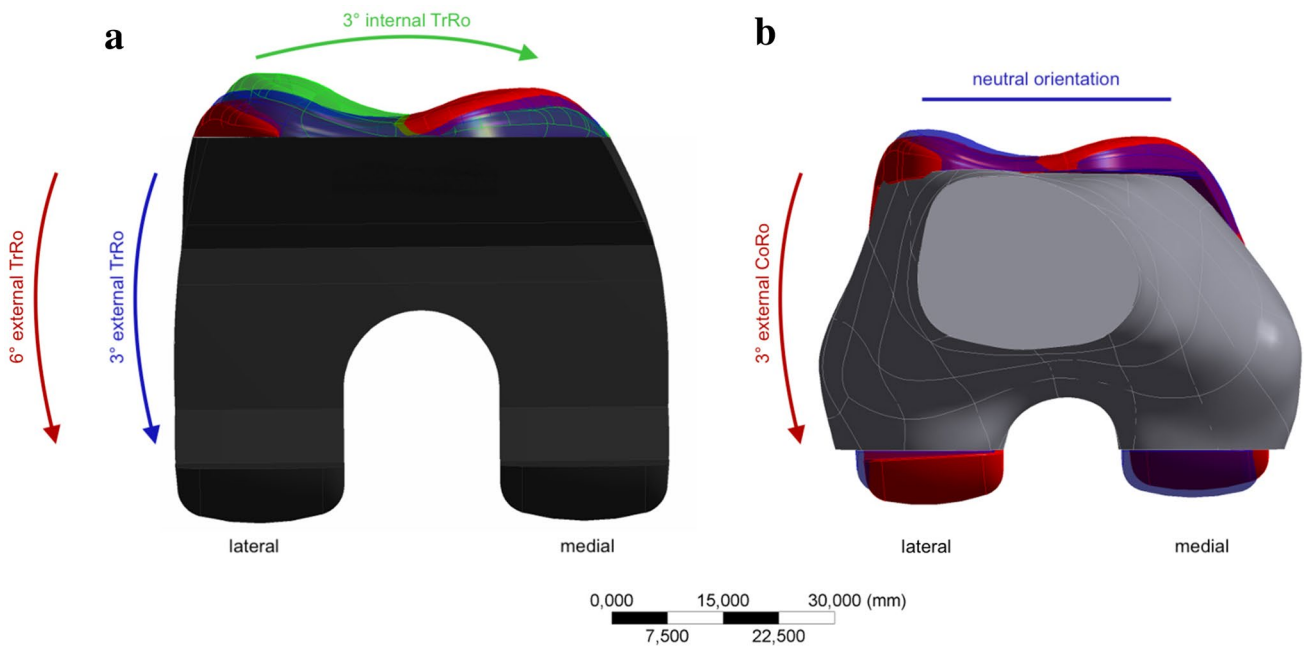 a
3° internal TrRo
6° external TrRo
3° external TrRo
lateral
medial
b
neutral orientation
3° external CoRo
lateral
medial
0,000 15,000 30,000 (mm)
7,500 22,500